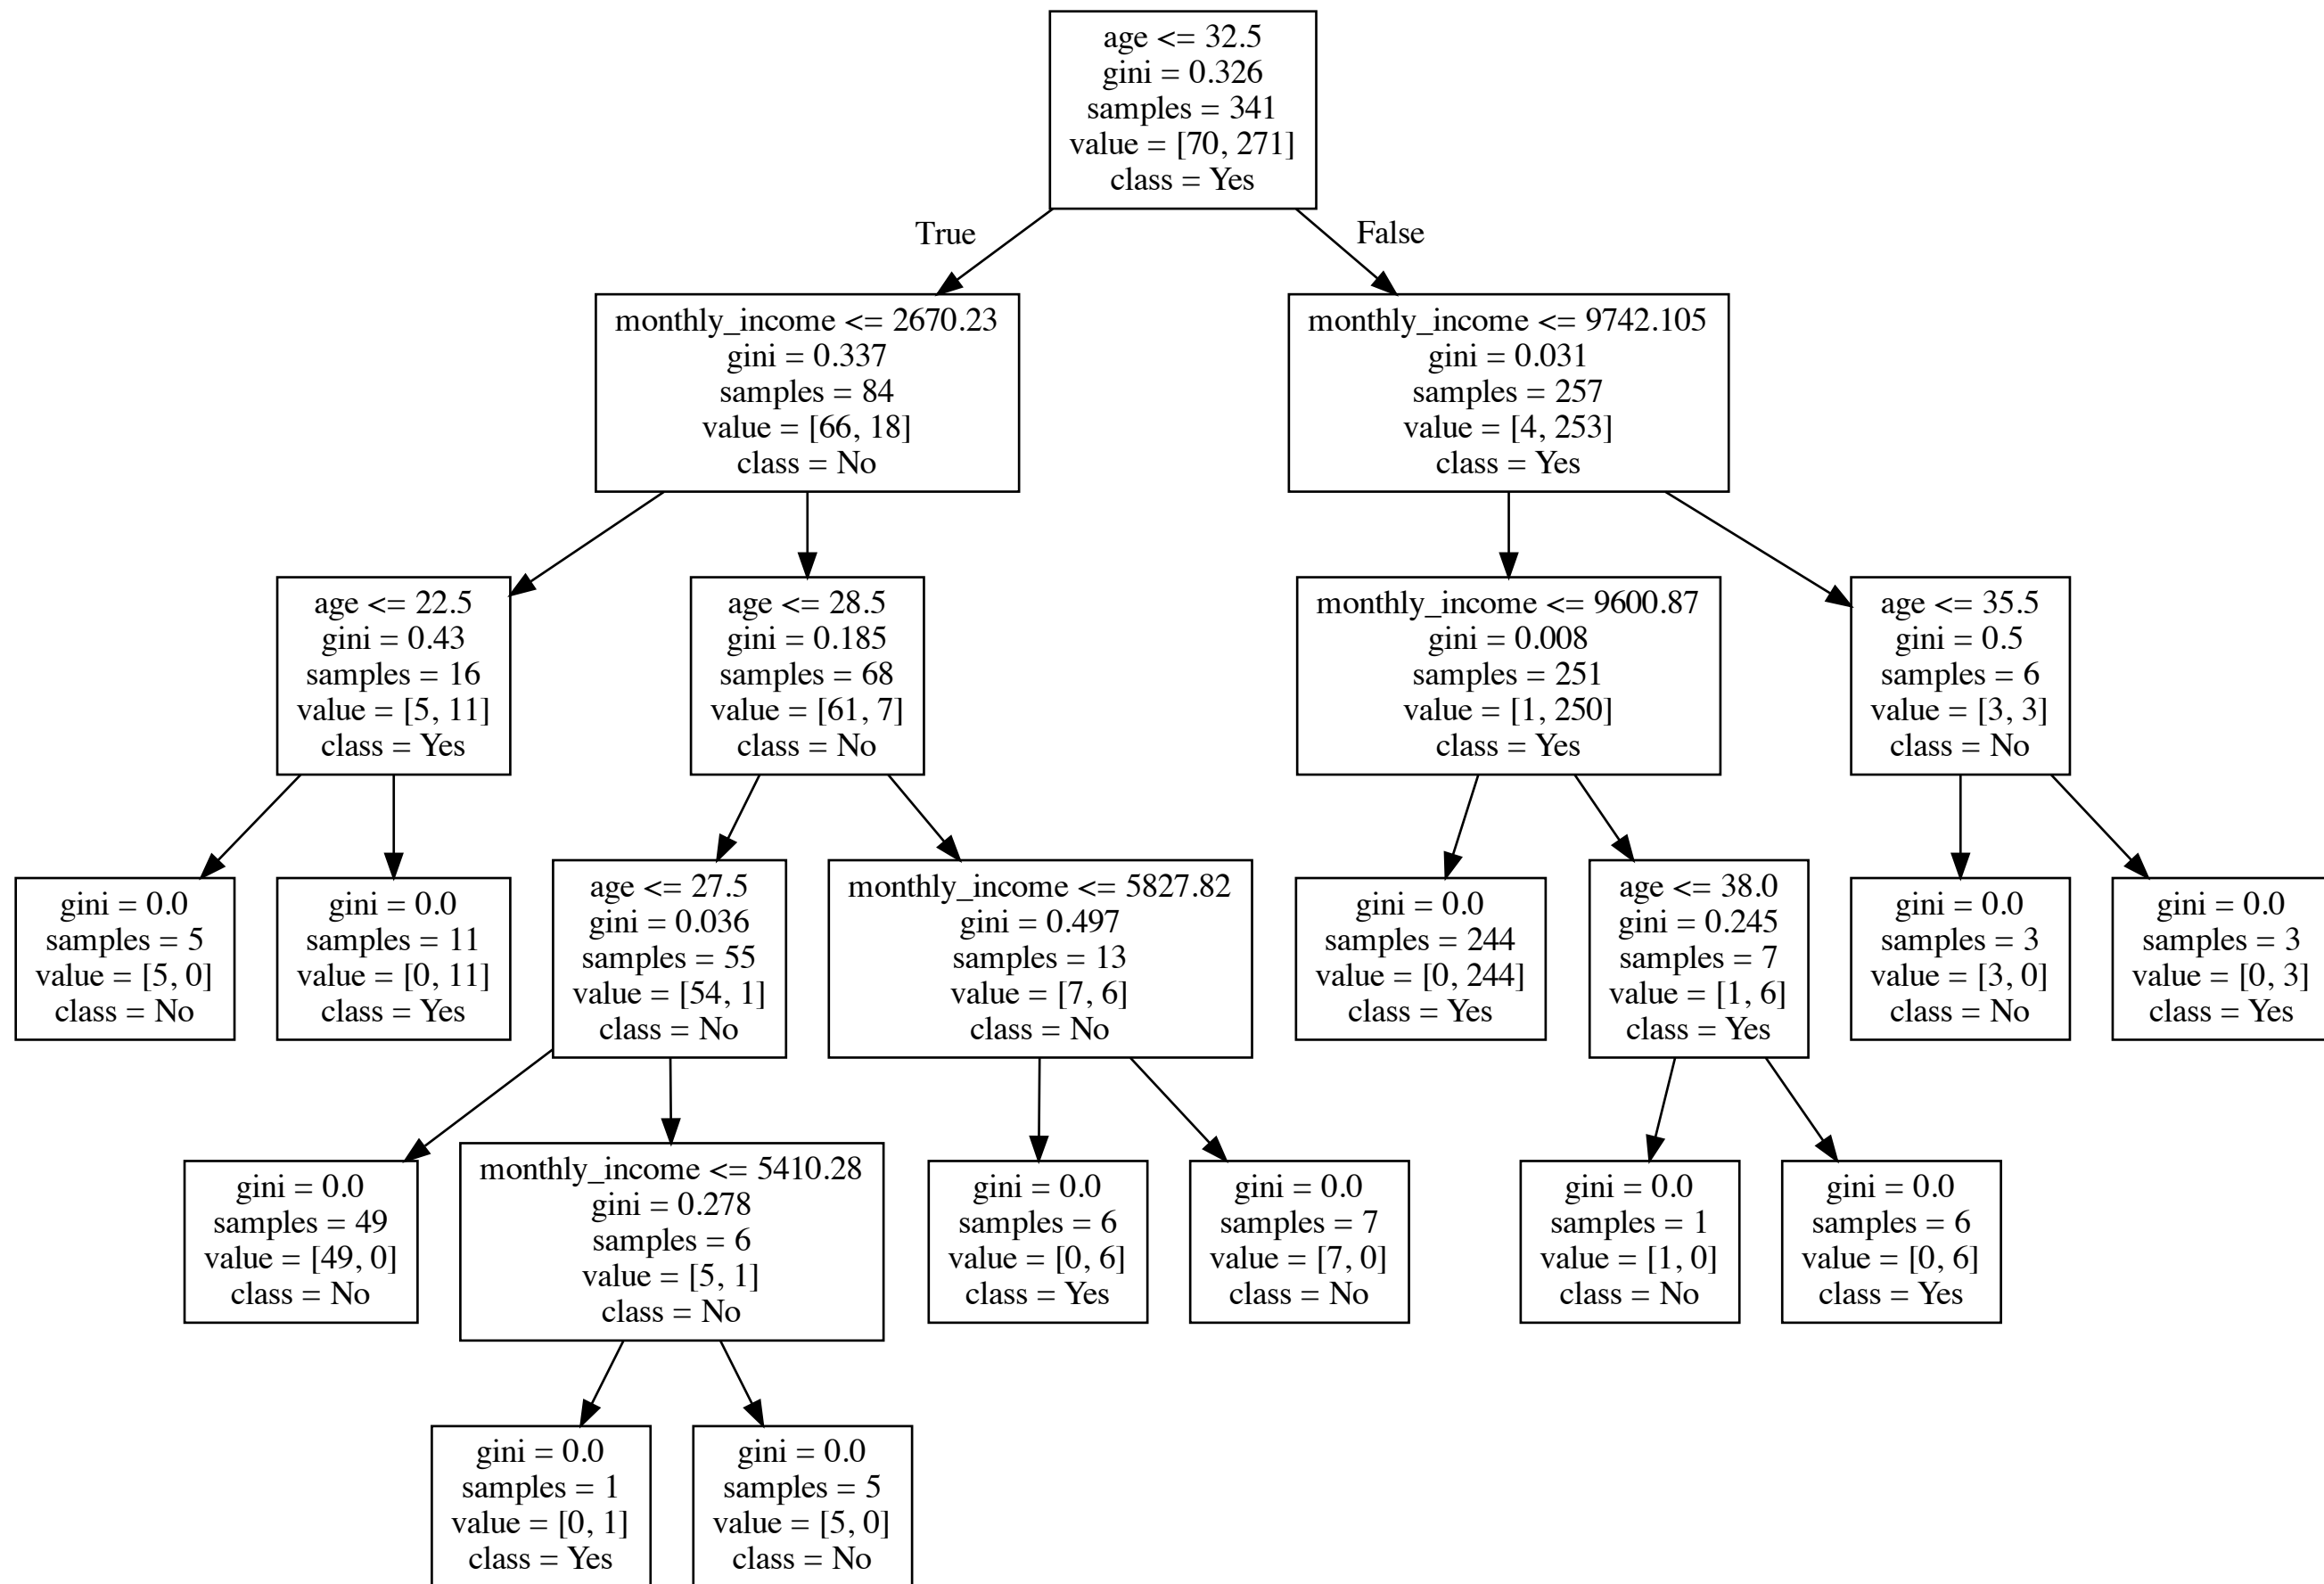 age <= 32.5
gini = 0.326
samples = 341
value = [70, 271]
class = Yes
True
False
monthly_income <= 2670.23
gini = 0.337
samples = 84
value = [66, 18]
class = No
monthly_income <= 9742.105
gini = 0.031
samples = 257
value = [4, 253]
class = Yes
age <= 22.5
gini = 0.43
samples = 16
value = [5, 11]
class = Yes
age <= 28.5
gini = 0.185
samples = 68
value = [61, 7]
class = No
monthly_income <= 9600.87
gini = 0.008
samples = 251
value = [1, 250]
class = Yes
age <= 35.5
gini = 0.5
samples = 6
value = [3, 3]
class = No
gini = 0.0
samples = 5
value = [5, 0]
class = No
gini = 0.0
samples = 11
value = [0, 11]
class = Yes
age <= 27.5
gini = 0.036
samples = 55
value = [54, 1]
class = No
monthly_income <= 5827.82
gini = 0.497
samples = 13
value = [7, 6]
class = No
gini = 0.0
samples = 244
value = [0, 244]
class = Yes
age <= 38.0
gini = 0.245
samples = 7
value = [1, 6]
class = Yes
gini = 0.0
samples = 3
value = [3, 0]
class = No
gini = 0.0
samples = 3
value = [0, 3]
class = Yes
gini = 0.0
samples = 49
value = [49, 0]
class = No
monthly_income <= 5410.28
gini = 0.278
samples = 6
value = [5, 1]
class = No
gini = 0.0
samples = 6
value = [0, 6]
class = Yes
gini = 0.0
samples = 7
value = [7, 0]
class = No
gini = 0.0
samples = 1
value = [1, 0]
class = No
gini = 0.0
samples = 6
value = [0, 6]
class = Yes
gini = 0.0
samples = 1
value = [0, 1]
class = Yes
gini = 0.0
samples = 5
value = [5, 0]
class = No